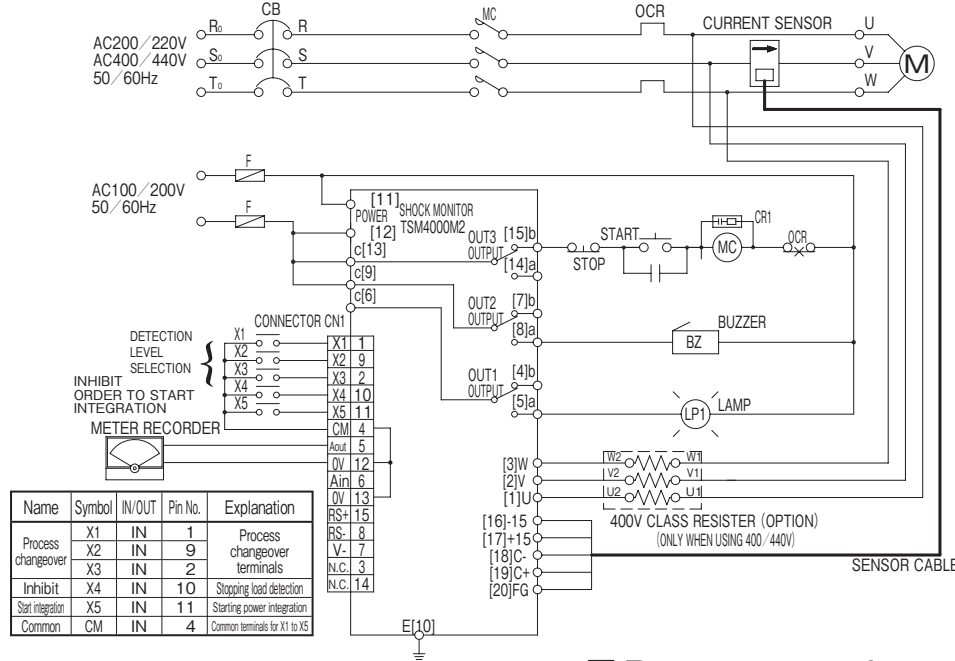 CB
MC
OCR
CURRENT SENSOR
U
V
W
M
AC200/220V
AC400/440V
50/60Hz
R₀
S₀
T₀
R
S
T
F
F
AC100/200V
50/60Hz
[11]
POWER
[12]
SHOCK MONITOR
TSM4000M2
c[13]
c[9]
c[6]
OUT3
OUTPUT
[15]b
[14]a
START
STOP
MC
CR1
OCR
OUT2
OUTPUT
[7]b
[8]a
BUZZER
BZ
OUT1
OUTPUT
[4]b
[5]a
LAMP
LP1
CONNECTOR CN1
DETECTION
LEVEL
SELECTION
INHIBIT
ORDER TO START
INTEGRATION
METER RECORDER
X1
X2
X3
X4
X5
X1 1
X2 9
X3 2
X4 10
X5 11
CM 4
Aout 5
0V 12
Ain 6
0V 13
RS+ 15
RS- 8
V- 7
N.C. 3
N.C. 14
[3]W
[2]V
[1]U
W2 W1
V2 V1
U2 U1
400V CLASS RESISTER (OPTION)
(ONLY WHEN USING 400/440V)
[16]-15
[17]+15
[18]C-
[19]C+
[20]FG
SENSOR CABLE
E[10]
Name Symbol IN/OUT Pin No. Explanation
Process changeover X1 IN 1 Process changeover terminals
X2 IN 9
X3 IN 2
Inhibit X4 IN 10 Stopping load detection
Start integration X5 IN 11 Starting power integration
Common CM IN 4 Common terminals for X1 to X5